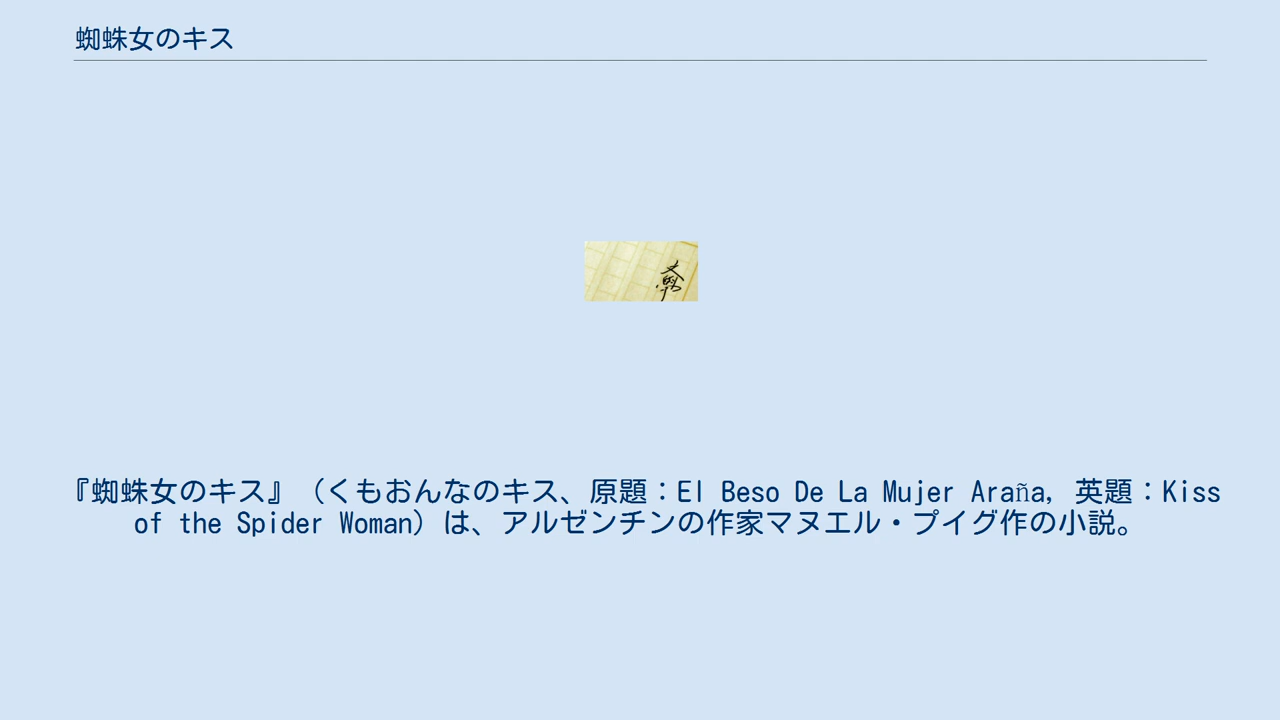 蜘蛛女のキス
『蜘蛛女のキス』（くもおんなのキス、原題：El Beso De La Mujer Araña, 英題：Kiss
of the Spider Woman）は、アルゼンチンの作家マヌエル・プイグ作の小説。